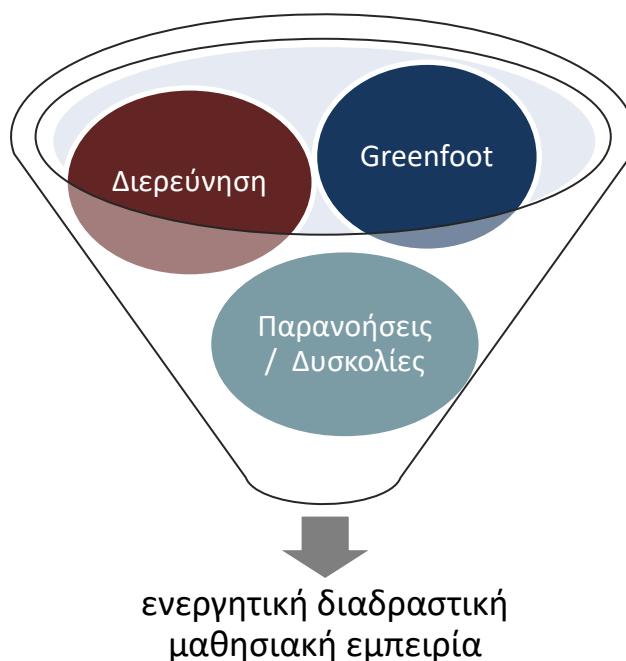 Διερεύνηση
Greenfoot
Παρανοήσεις
/ Δυσκολίες
ενεργητική διαδραστική
μαθησιακή εμπειρία